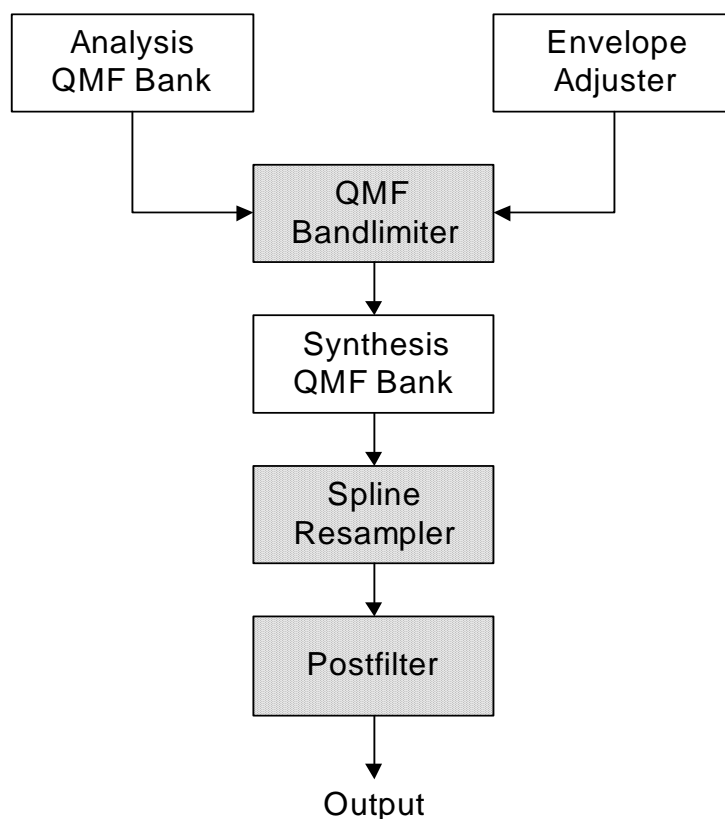 Analysis
QMF Bank
Envelope
Adjuster
QMF
Bandlimiter
Synthesis
QMF Bank
Spline
Resampler
Postfilter
Output